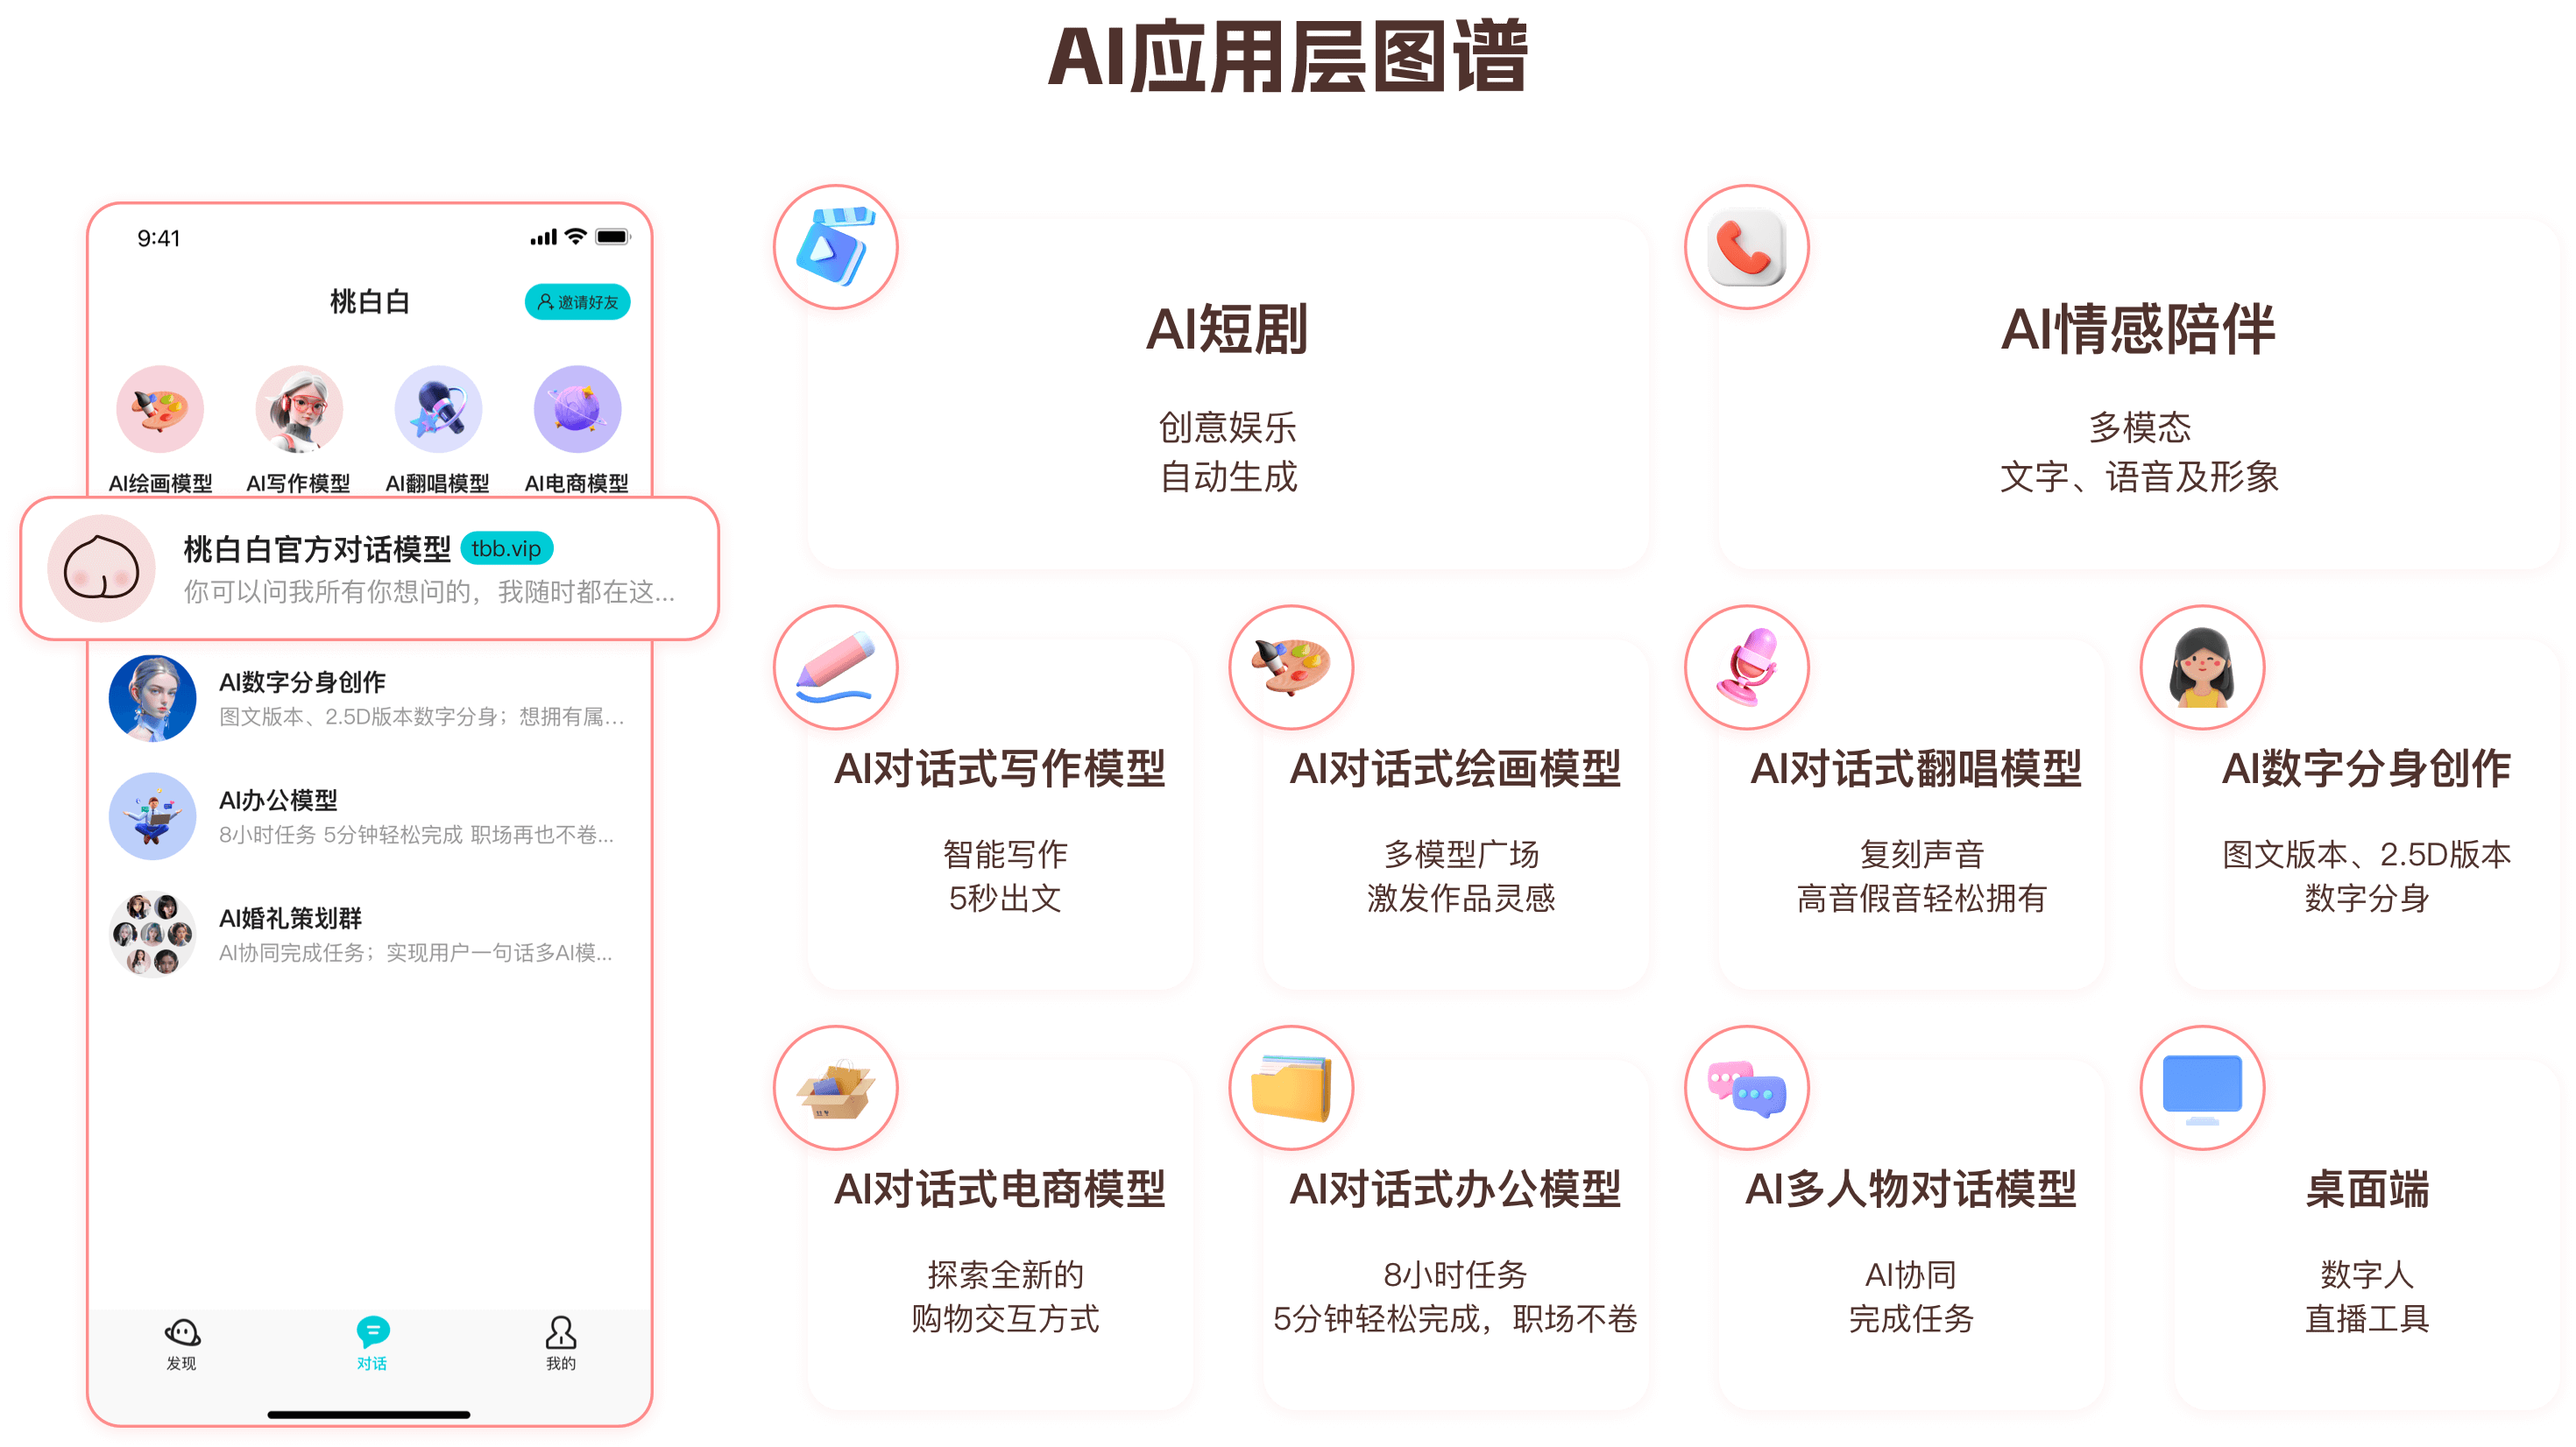 AI应用层图谱
9:41
桃白白
邀请好友
AI绘画模型
AI写作模型
AI翻唱模型
AI电商模型
桃白白官方对话模型 tbb.vip
你可以问我所有你想问的，我随时都在这...
AI数字分身创作
图文版本、2.5D版本数字分身；想拥有属...
AI办公模型
8小时任务 5分钟轻松完成 职场再也不卷...
AI婚礼策划群
AI协同完成任务；实现用户一句话多AI模...
发现
对话
我的
AI短剧
创意娱乐
自动生成
AI情感陪伴
多模态
文字、语音及形象
AI对话式写作模型
智能写作
5秒出文
AI对话式绘画模型
多模型广场
激发作品灵感
AI对话式翻唱模型
复刻声音
高音假音轻松拥有
AI数字分身创作
图文版本、2.5D版本
数字分身
AI对话式电商模型
探索全新的
购物交互方式
AI对话式办公模型
8小时任务
5分钟轻松完成，职场不卷
AI多人物对话模型
AI协同
完成任务
桌面端
数字人
直播工具